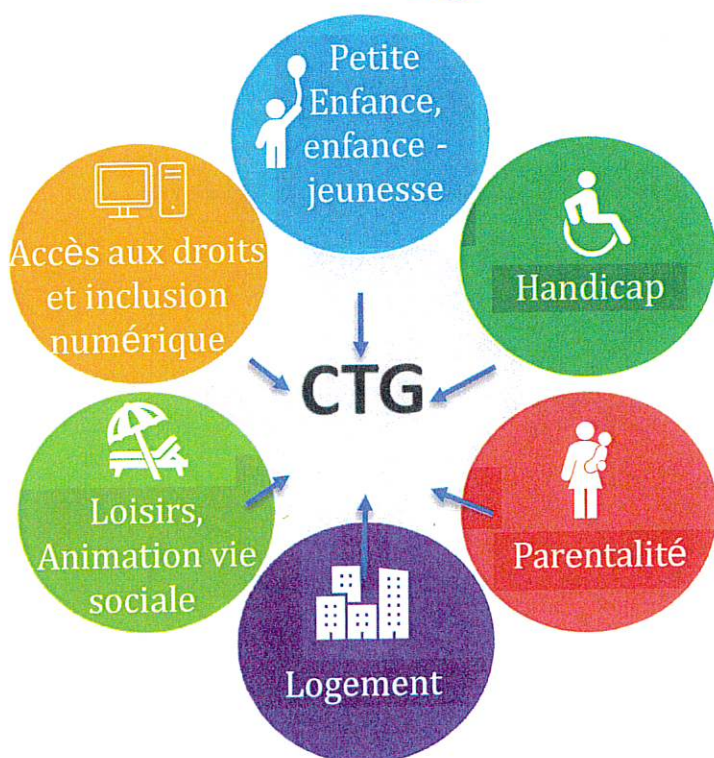 Petite
Enfance,
enfance -
jeunesse
Accès aux droits
et inclusion
numérique
Handicap
CTG
Loisirs,
Animation vie
sociale
Parentalité
Logement